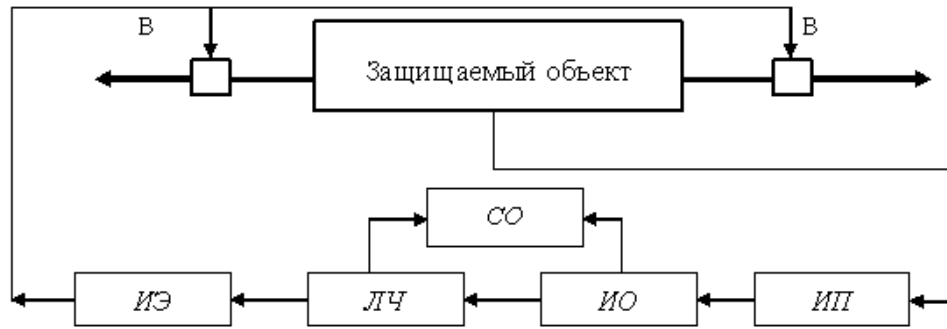 В
В
Защищаемый объект
СО
ИЭ
ЛЧ
ИО
ИП